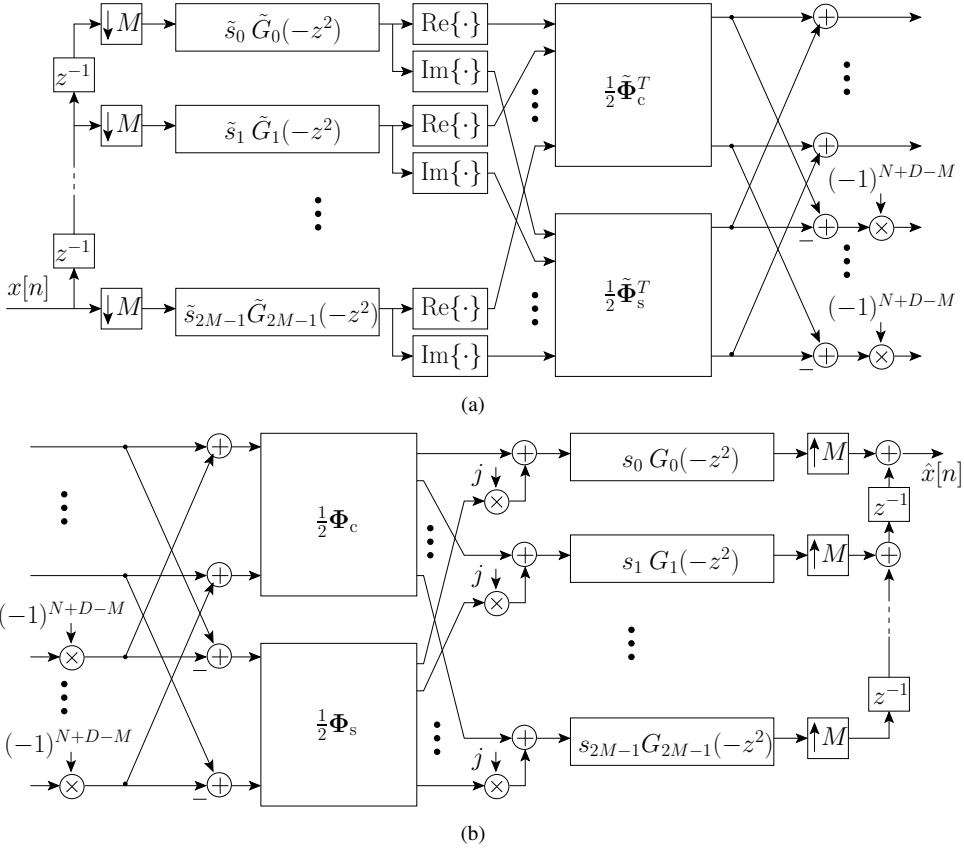 ↓M
s̃₀ G̃₀(−z²)
Re{·}
Im{·}
z⁻¹
½Φ̃_c^T
↓M
s̃₁ G̃₁(−z²)
Re{·}
Im{·}
(−1)^{N+D−M}
z⁻¹
x[n]
½Φ̃_s^T
↓M
s̃_{2M−1}G̃_{2M−1}(−z²)
Re{·}
Im{·}
(−1)^{N+D−M}
(a)
½Φ_c
j
s₀ G₀(−z²)
↑M
x̂[n]
z⁻¹
j
s₁ G₁(−z²)
↑M
(−1)^{N+D−M}
½Φ_s
z⁻¹
(−1)^{N+D−M}
j
s_{2M−1}G_{2M−1}(−z²)
↑M
(b)